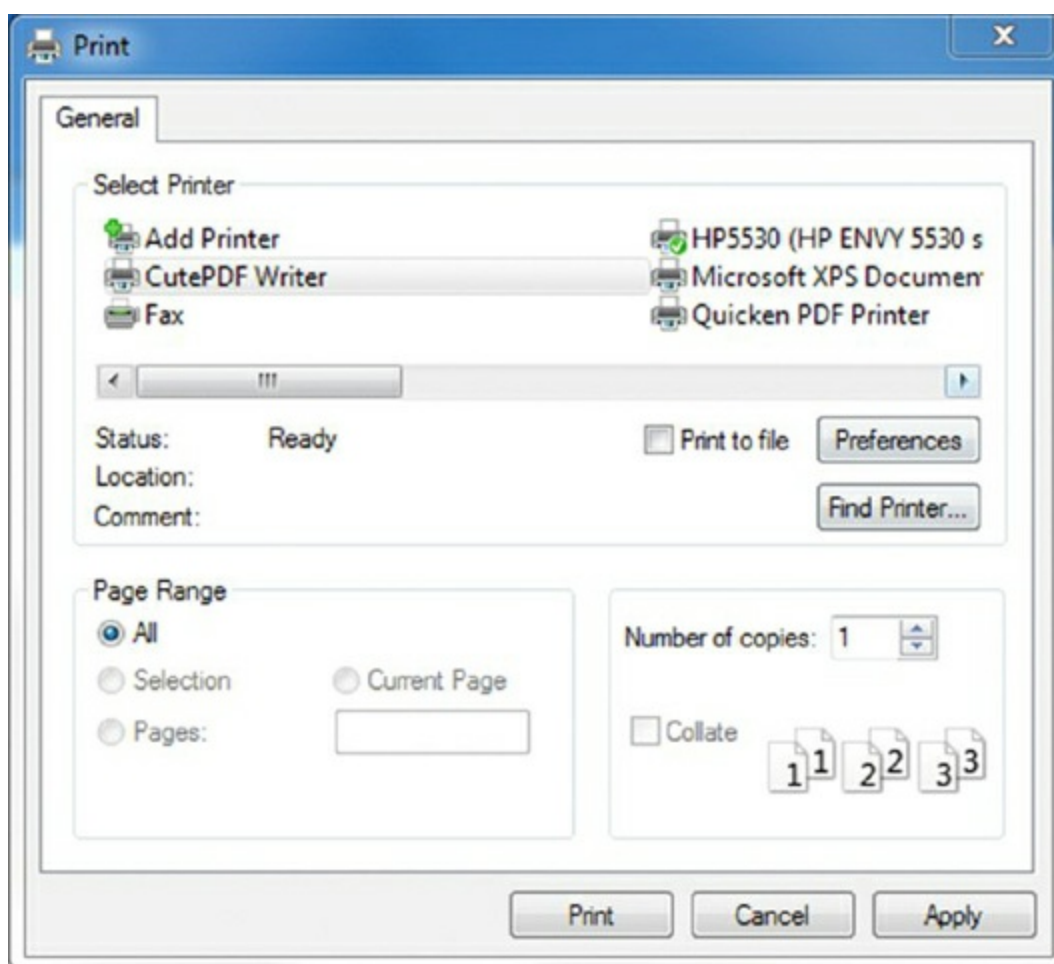 Print
General
Select Printer
Add Printer
HP5530 (HP ENVY 5530 s
CutePDF Writer
Microsoft XPS Documen
Fax
Quicken PDF Printer
Status: Ready
Print to file
Preferences
Location:
Find Printer...
Comment:
Page Range
All
Number of copies: 1
Selection
Current Page
Pages:
Collate
1 1 2 2 3 3
Print Cancel Apply